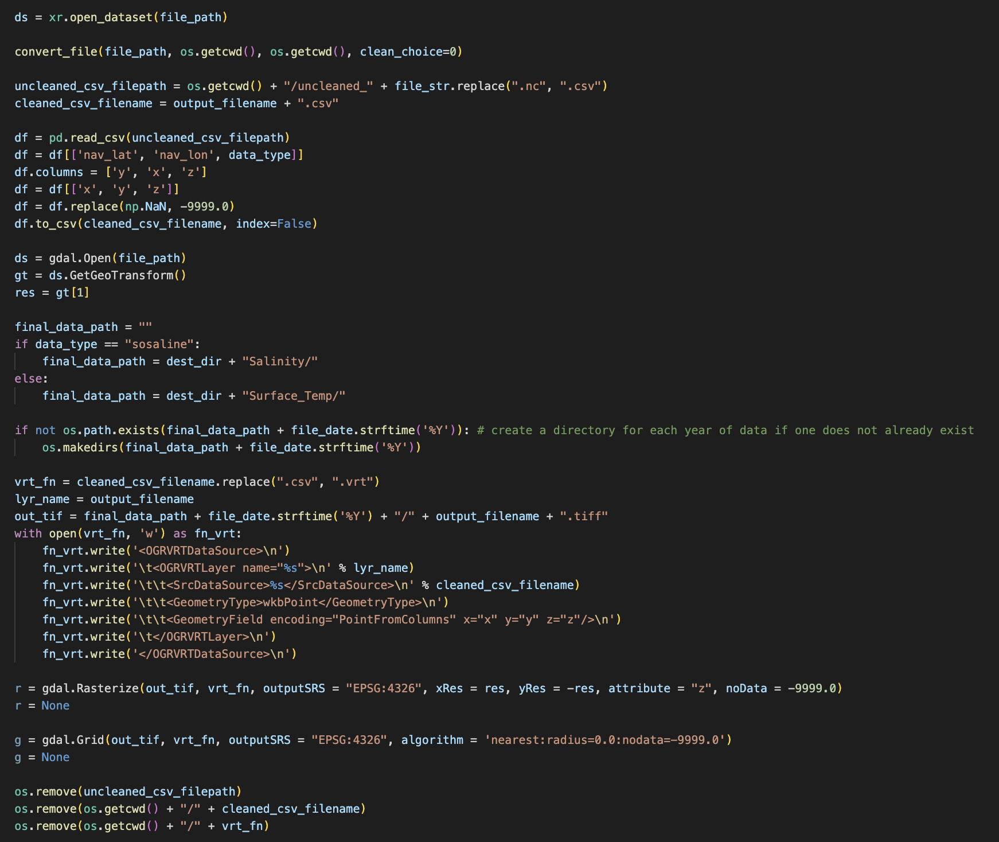 ds = xr.open_dataset(file_path)
convert_file(file_path, os.getcwd(), os.getcwd(), clean_choice=0)
uncleaned_csv_filepath = os.getcwd() + "/uncleaned_" + file_str.replace(".nc", ".csv")
cleaned_csv_filename = output_filename + ".csv"
df = pd.read_csv(uncleaned_csv_filepath)
df = df[['nav_lat', 'nav_lon', data_type]]
df.columns = ['y', 'x', 'z']
df = df[['x', 'y', 'z']]
df = df.replace(np.NaN, -9999.0)
df.to_csv(cleaned_csv_filename, index=False)
ds = gdal.Open(file_path)
gt = ds.GetGeoTransform()
res = gt[1]
final_data_path = ""
if data_type == "sosaline":
    final_data_path = dest_dir + "Salinity/"
else:
    final_data_path = dest_dir + "Surface_Temp/"
if not os.path.exists(final_data_path + file_date.strftime('%Y')): # create a directory for each year of data if one does not already exist
    os.makedirs(final_data_path + file_date.strftime('%Y'))
vrt_fn = cleaned_csv_filename.replace(".csv", ".vrt")
lyr_name = output_filename
out_tif = final_data_path + file_date.strftime('%Y') + "/" + output_filename + ".tiff"
with open(vrt_fn, 'w') as fn_vrt:
    fn_vrt.write('<OGRVRTDataSource>\n')
    fn_vrt.write('\t<OGRVRTLayer name="%s">\n' % lyr_name)
    fn_vrt.write('\t\t<SrcDataSource>%s</SrcDataSource>\n' % cleaned_csv_filename)
    fn_vrt.write('\t\t<GeometryType>wkbPoint</GeometryType>\n')
    fn_vrt.write('\t\t<GeometryField encoding="PointFromColumns" x="x" y="y" z="z"/>\n')
    fn_vrt.write('\t</OGRVRTLayer>\n')
    fn_vrt.write('</OGRVRTDataSource>\n')
r = gdal.Rasterize(out_tif, vrt_fn, outputSRS = "EPSG:4326", xRes = res, yRes = -res, attribute = "z", noData = -9999.0)
r = None
g = gdal.Grid(out_tif, vrt_fn, outputSRS = "EPSG:4326", algorithm = 'nearest:radius=0.0:nodata=-9999.0')
g = None
os.remove(uncleaned_csv_filepath)
os.remove(os.getcwd() + "/" + cleaned_csv_filename)
os.remove(os.getcwd() + "/" + vrt_fn)